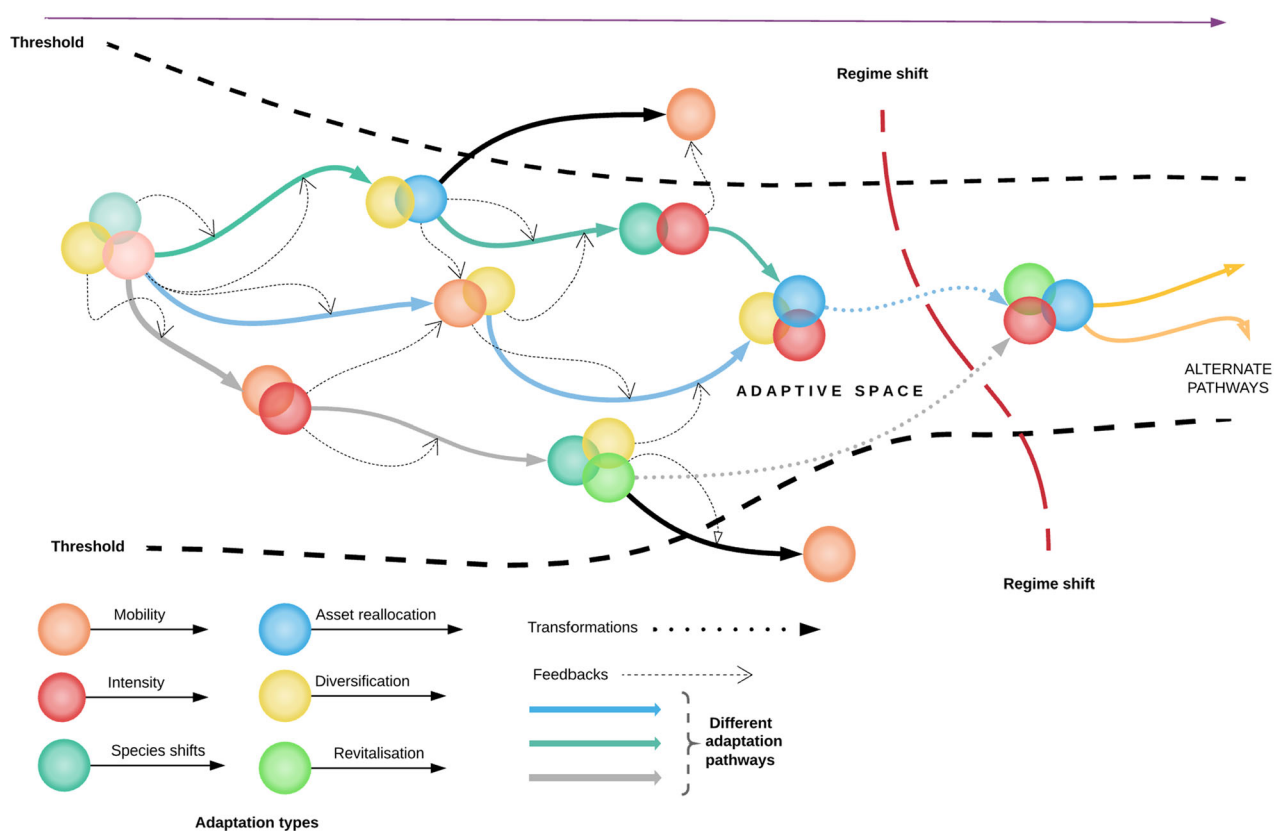 Threshold
Regime shift
ADAPTIVE SPACE
ALTERNATE
PATHWAYS
Threshold
Regime shift
Mobility
Asset reallocation
Transformations
Intensity
Diversification
Feedbacks
Species shifts
Revitalisation
Different
adaptation
pathways
Adaptation types